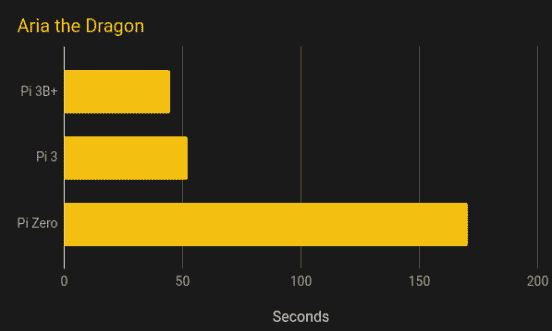 Aria the Dragon
Pi 3B+
Pi 3
Pi Zero
0 50 100 150 200
Seconds